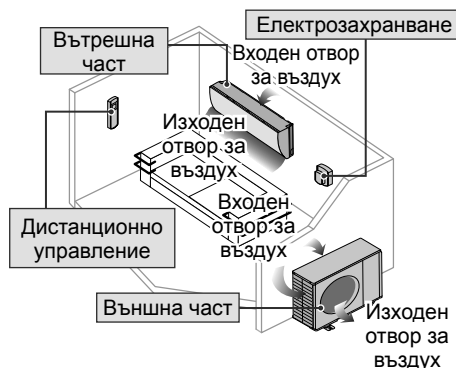 Електрозахранване
Вътрешна
част
Входен отвор
за въздух
Изходен
отвор за
въздух
Входен
отвор за
въздух
Дистанционно
управление
Външна част
Изходен
отвор за
въздух